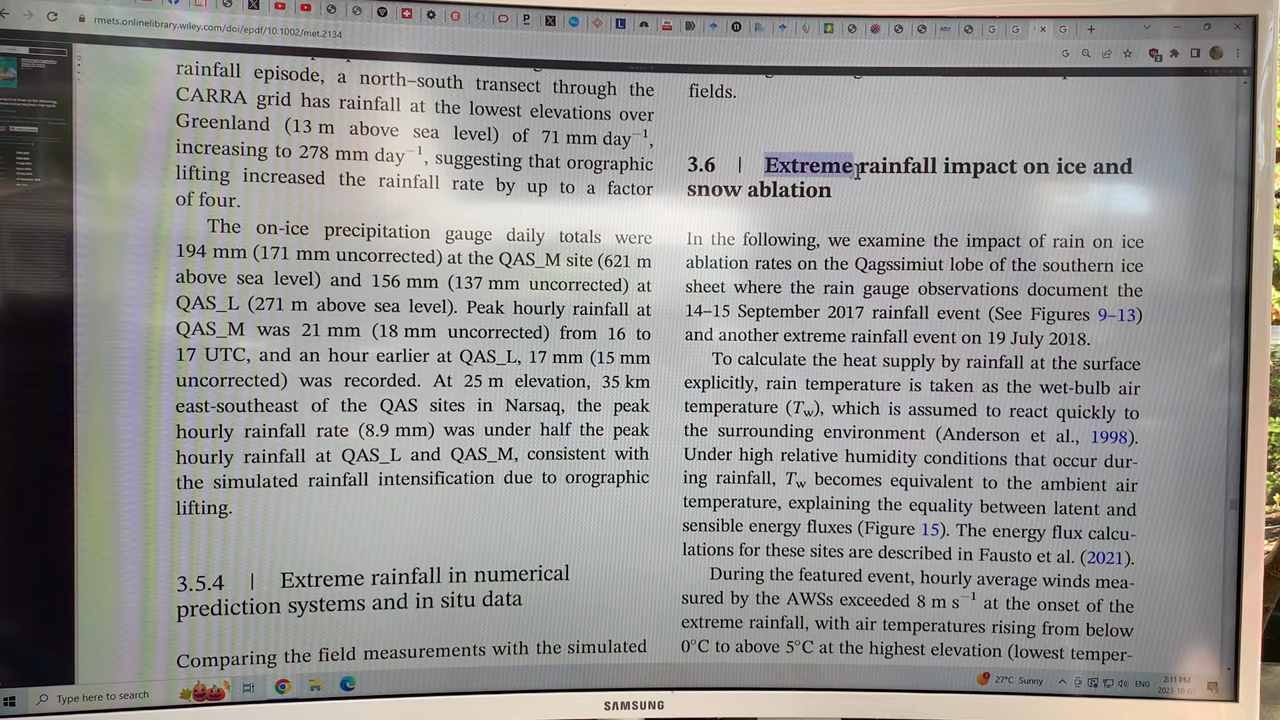 rmets.onlinelibrary.wiley.com/doi/epdf/10.1002/met.2134
rainfall episode, a north–south transect through the
CARRA grid has rainfall at the lowest elevations over
Greenland (13 m above sea level) of 71 mm day−1,
increasing to 278 mm day−1, suggesting that orographic
lifting increased the rainfall rate by up to a factor
of four.
The on-ice precipitation gauge daily totals were
194 mm (171 mm uncorrected) at the QAS_M site (621 m
above sea level) and 156 mm (137 mm uncorrected) at
QAS_L (271 m above sea level). Peak hourly rainfall at
QAS_M was 21 mm (18 mm uncorrected) from 16 to
17 UTC, and an hour earlier at QAS_L, 17 mm (15 mm
uncorrected) was recorded. At 25 m elevation, 35 km
east-southeast of the QAS sites in Narsaq, the peak
hourly rainfall rate (8.9 mm) was under half the peak
hourly rainfall at QAS_L and QAS_M, consistent with
the simulated rainfall intensification due to orographic
lifting.
3.5.4 | Extreme rainfall in numerical
prediction systems and in situ data
Comparing the field measurements with the simulated
fields.
3.6 Extreme rainfall impact on ice and
snow ablation
In the following, we examine the impact of rain on ice
ablation rates on the Qagssimiut lobe of the southern ice
sheet where the rain gauge observations document the
14–15 September 2017 rainfall event (See Figures 9–13)
and another extreme rainfall event on 19 July 2018.
To calculate the heat supply by rainfall at the surface
explicitly, rain temperature is taken as the wet-bulb air
temperature (Tw), which is assumed to react quickly to
the surrounding environment (Anderson et al., 1998).
Under high relative humidity conditions that occur dur-
ing rainfall, Tw becomes equivalent to the ambient air
temperature, explaining the equality between latent and
sensible energy fluxes (Figure 15). The energy flux calcu-
lations for these sites are described in Fausto et al. (2021).
During the featured event, hourly average winds mea-
sured by the AWSs exceeded 8 m s−1 at the onset of the
extreme rainfall, with air temperatures rising from below
0°C to above 5°C at the highest elevation (lowest temper-
Type here to search
27°C Sunny
ENG
2:11 PM
SAMSUNG